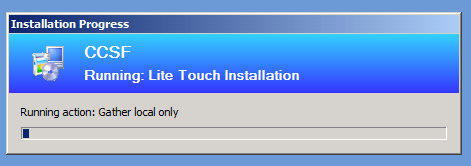 Installation Progress
CCSF
Running: Lite Touch Installation
Running action: Gather local only